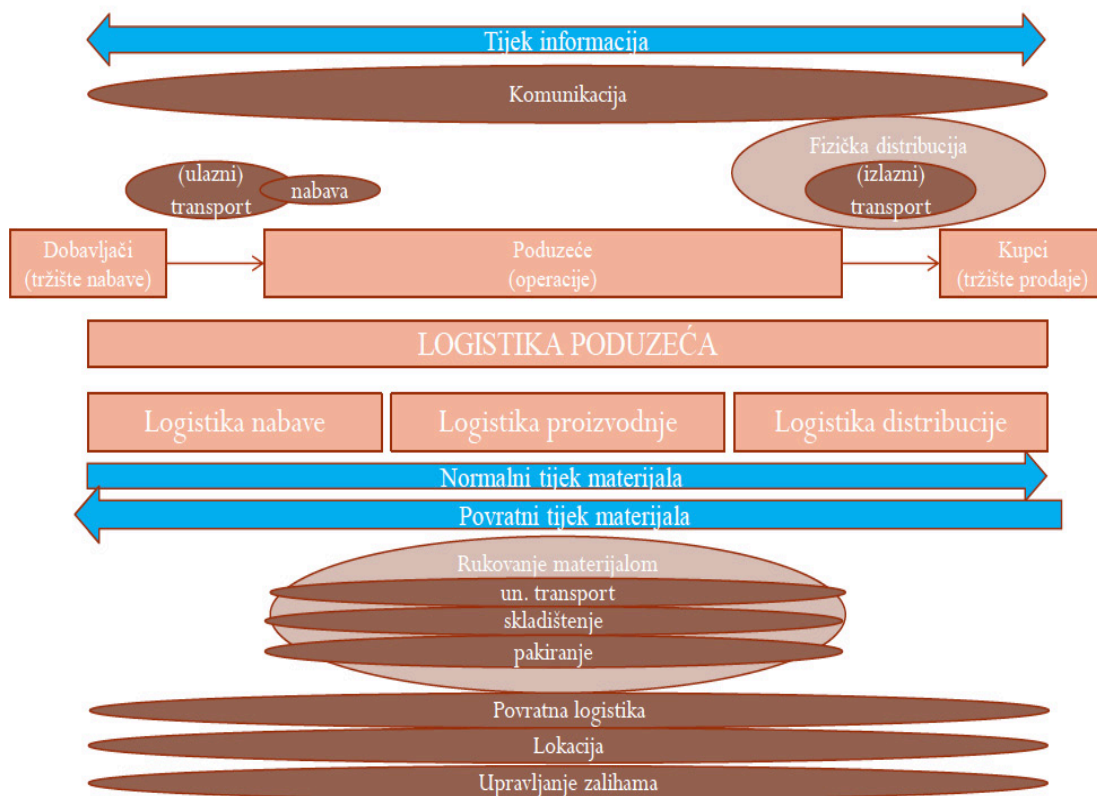 Tijek informacija
Komunikacija
Fizička distribucija
(ulazni)
transport
nabava
(izlazni)
transport
Dobavljači
(tržište nabave)
Poduzeće
(operacije)
Kupci
(tržište prodaje)
LOGISTIKA PODUZEĆA
Logistika nabave
Logistika proizvodnje
Logistika distribucije
Normalni tijek materijala
Povratni tijek materijala
Rukovanje materijalom
un. transport
skladištenje
pakiranje
Povratna logistika
Lokacija
Upravljanje zalihama